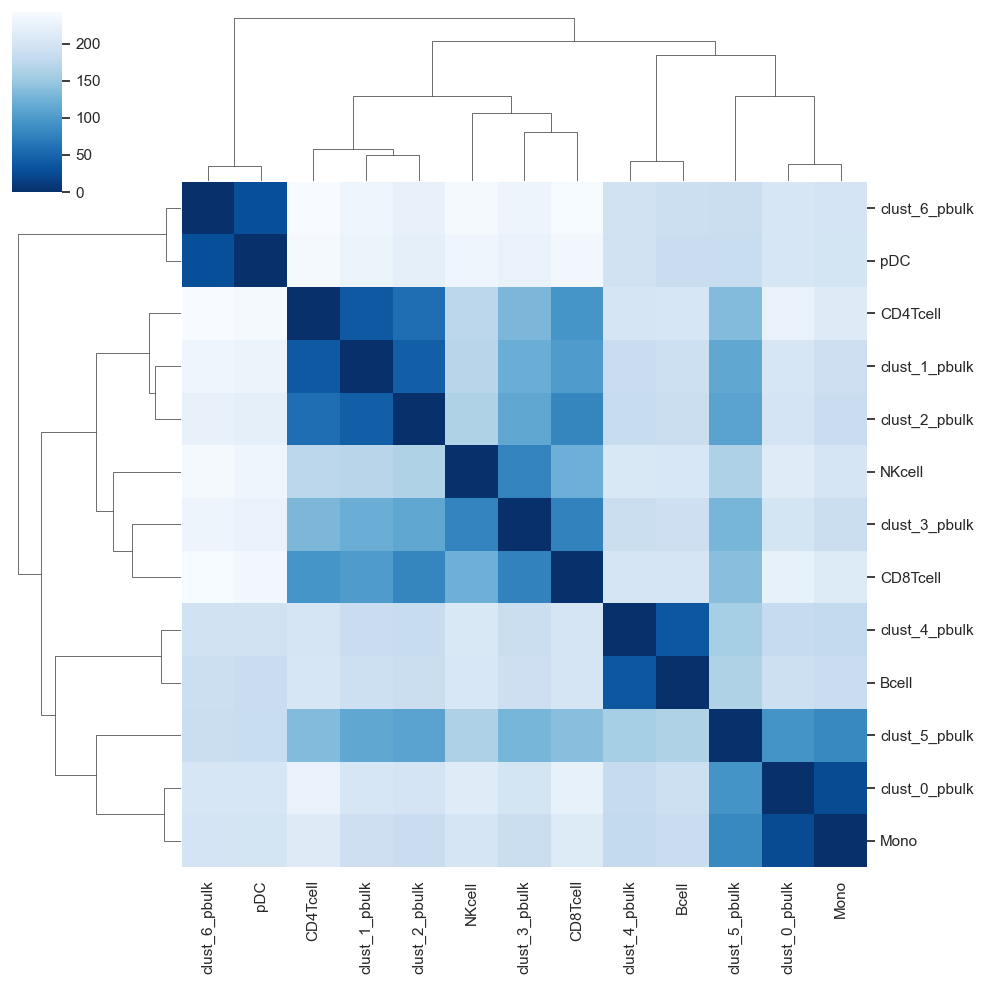 200
150
100
50
0
clust_6_pbulk
pDC
CD4Tcell
clust_1_pbulk
clust_2_pbulk
NKcell
clust_3_pbulk
CD8Tcell
clust_4_pbulk
Bcell
clust_5_pbulk
clust_0_pbulk
Mono
clust_6_pbulk
pDC
CD4Tcell
clust_1_pbulk
clust_2_pbulk
NKcell
clust_3_pbulk
CD8Tcell
clust_4_pbulk
Bcell
clust_5_pbulk
clust_0_pbulk
Mono